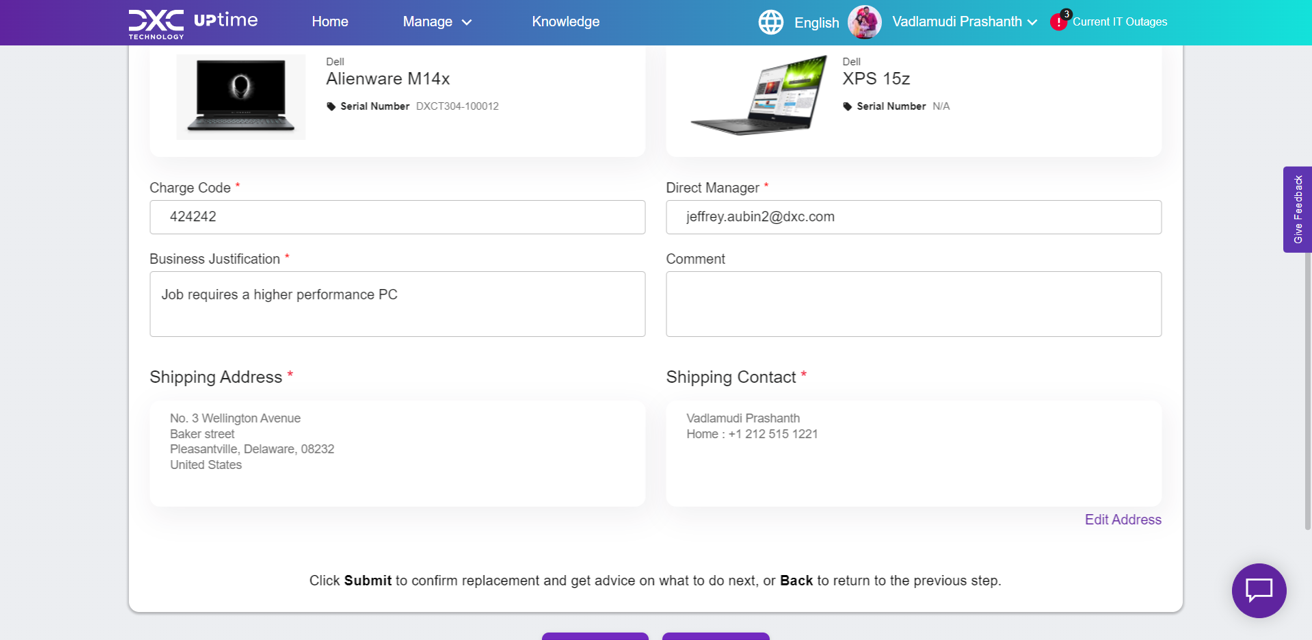 DXC TECHNOLOGY UPtime
Home
Manage
Knowledge
English
Vadlamudi Prashanth
! 3 Current IT Outages
Dell
Alienware M14x
Serial Number DXCT304-100012
Dell
XPS 15z
Serial Number N/A
Give Feedback
Charge Code *
424242
Direct Manager *
jeffrey.aubin2@dxc.com
Business Justification *
Job requires a higher performance PC
Comment
Shipping Address *
No. 3 Wellington Avenue
Baker street
Pleasantville, Delaware, 08232
United States
Shipping Contact *
Vadlamudi Prashanth
Home : +1 212 515 1221
Edit Address
Click Submit to confirm replacement and get advice on what to do next, or Back to return to the previous step.